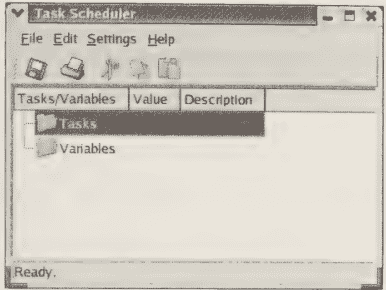 Task Scheduler
File Edit Settings Help
Tasks/Variables Value Description
Tasks
Variables
Ready.